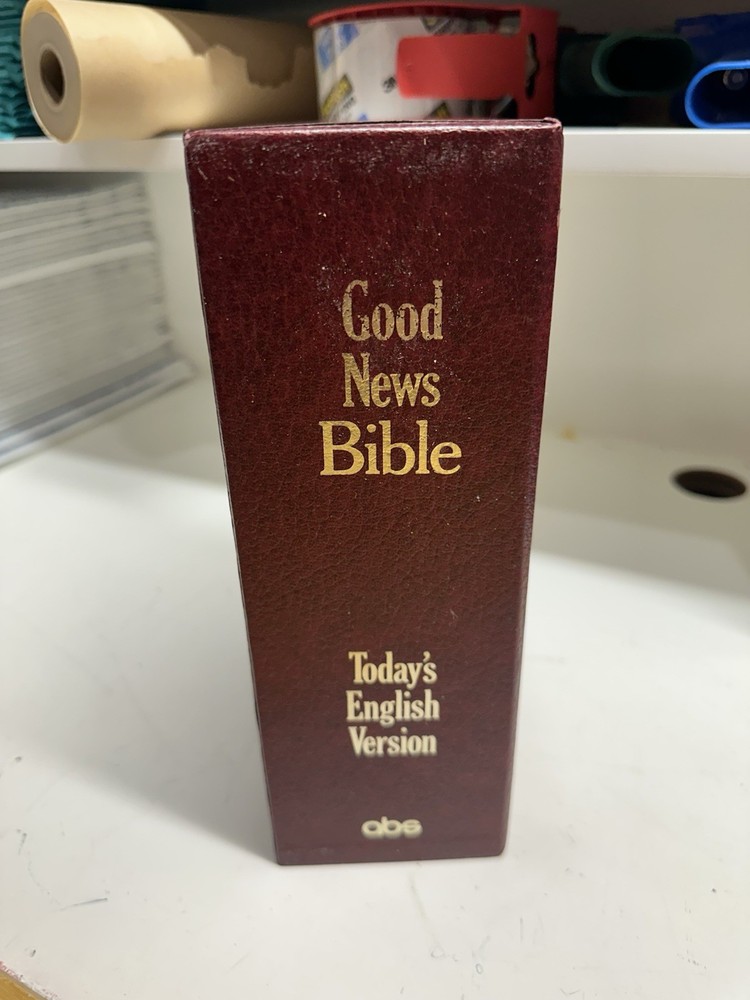 Good
News
Bible
Today's
English
Version
abs